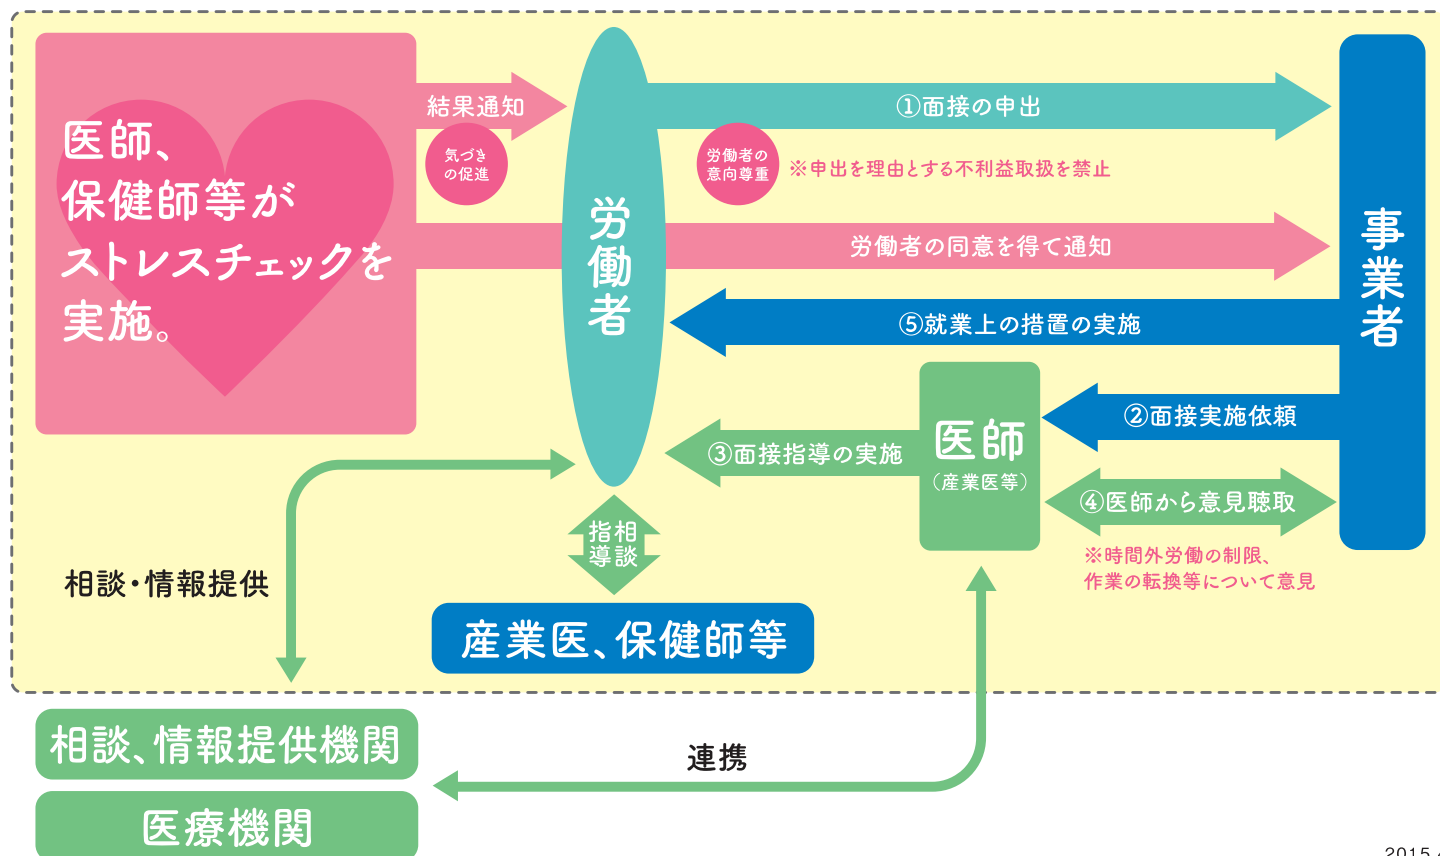 医師、
保健師等が
ストレスチェックを
実施。
結果通知
気づき
の促進
労働者
①面接の申出
労働者の
意向尊重
※申出を理由とする不利益取扱を禁止
労働者の同意を得て通知
⑤就業上の措置の実施
事業者
②面接実施依頼
医師
（産業医等）
③面接指導の実施
④医師から意見聴取
※時間外労働の制限、
作業の転換等について意見
相談
指導
産業医、保健師等
相談・情報提供
相談、情報提供機関
連携
医療機関
2015